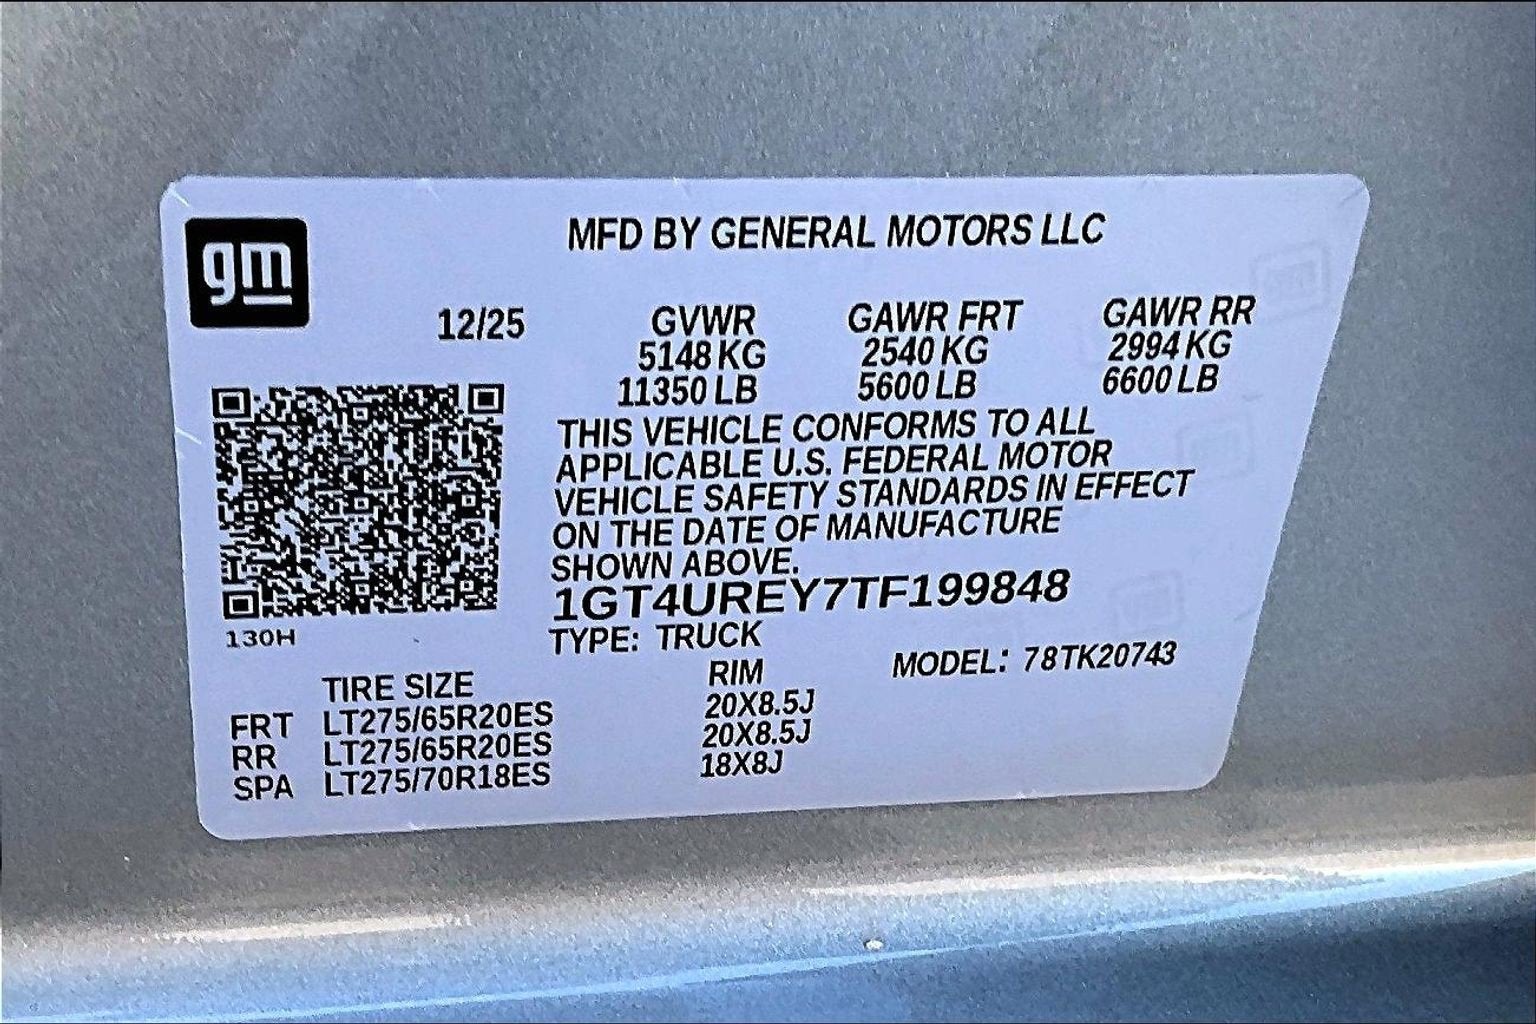 gm
MFD BY GENERAL MOTORS LLC
12/25 GVWR GAWR FRT GAWR RR
5148 KG 2540 KG 2994 KG
11350 LB 5600 LB 6600 LB
THIS VEHICLE CONFORMS TO ALL
APPLICABLE U.S. FEDERAL MOTOR
VEHICLE SAFETY STANDARDS IN EFFECT
ON THE DATE OF MANUFACTURE
SHOWN ABOVE.
1GT4UREY7TF199848
130H
TYPE: TRUCK
MODEL: 78TK20743
TIRE SIZE RIM
FRT LT275/65R20ES 20X8.5J
RR LT275/65R20ES 20X8.5J
SPA LT275/70R18ES 18X8J